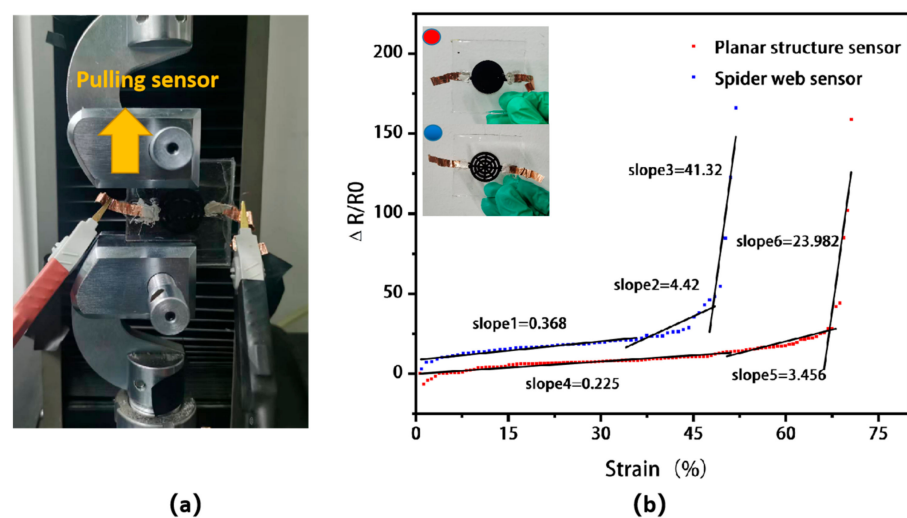 Pulling sensor
(a)
Planar structure sensor
Spider web sensor
200
150
100
50
0
Δ R/R0
slope3=41.32
slope6=23.982
slope2=4.42
slope1=0.368
slope4=0.225
slope5=3.456
0
15
30
45
60
75
Strain (%)
(b)